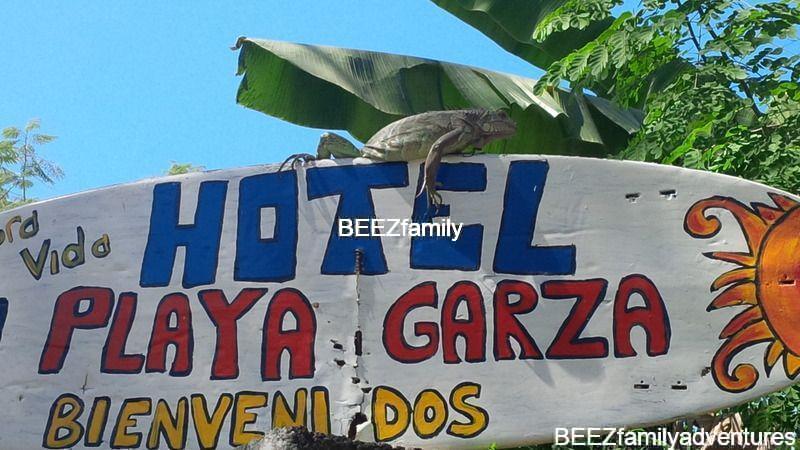 Vida
HOTEL
PLAYA GARZA
BIENVENIDOS
BEEZfamily
BEEZfamilyadventures